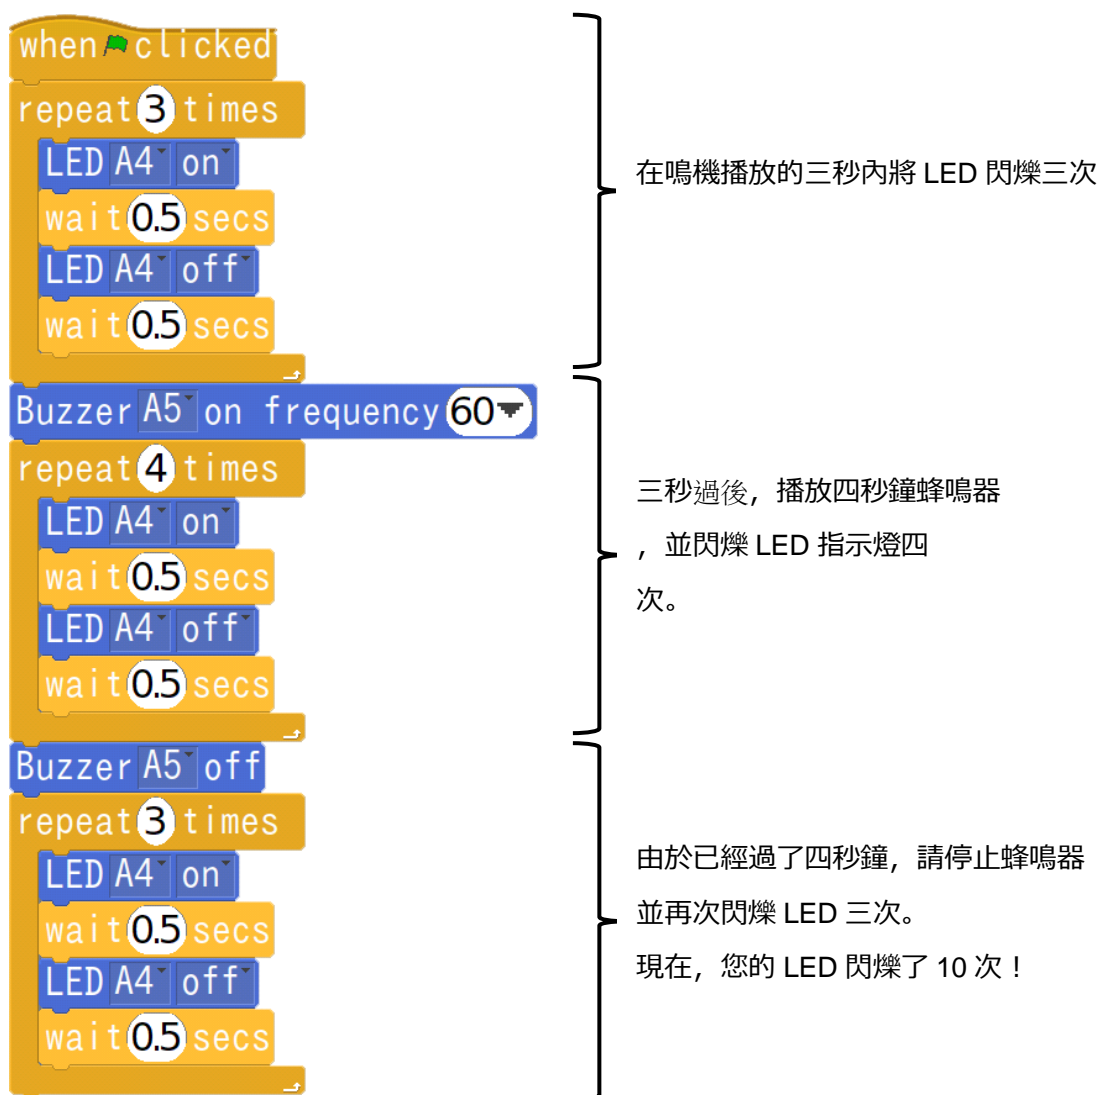 when clicked
repeat 3 times
LED A4 on
wait 0.5 secs
LED A4 off
wait 0.5 secs
在鳴機播放的三秒內將 LED 閃爍三次
Buzzer A5 on frequency 60
repeat 4 times
LED A4 on
wait 0.5 secs
LED A4 off
wait 0.5 secs
三秒過後，播放四秒鐘蜂鳴器
，並閃爍 LED 指示燈四
次。
Buzzer A5 off
repeat 3 times
LED A4 on
wait 0.5 secs
LED A4 off
wait 0.5 secs
由於已經過了四秒鐘，請停止蜂鳴器
並再次閃爍 LED 三次。
現在，您的 LED 閃爍了 10 次！